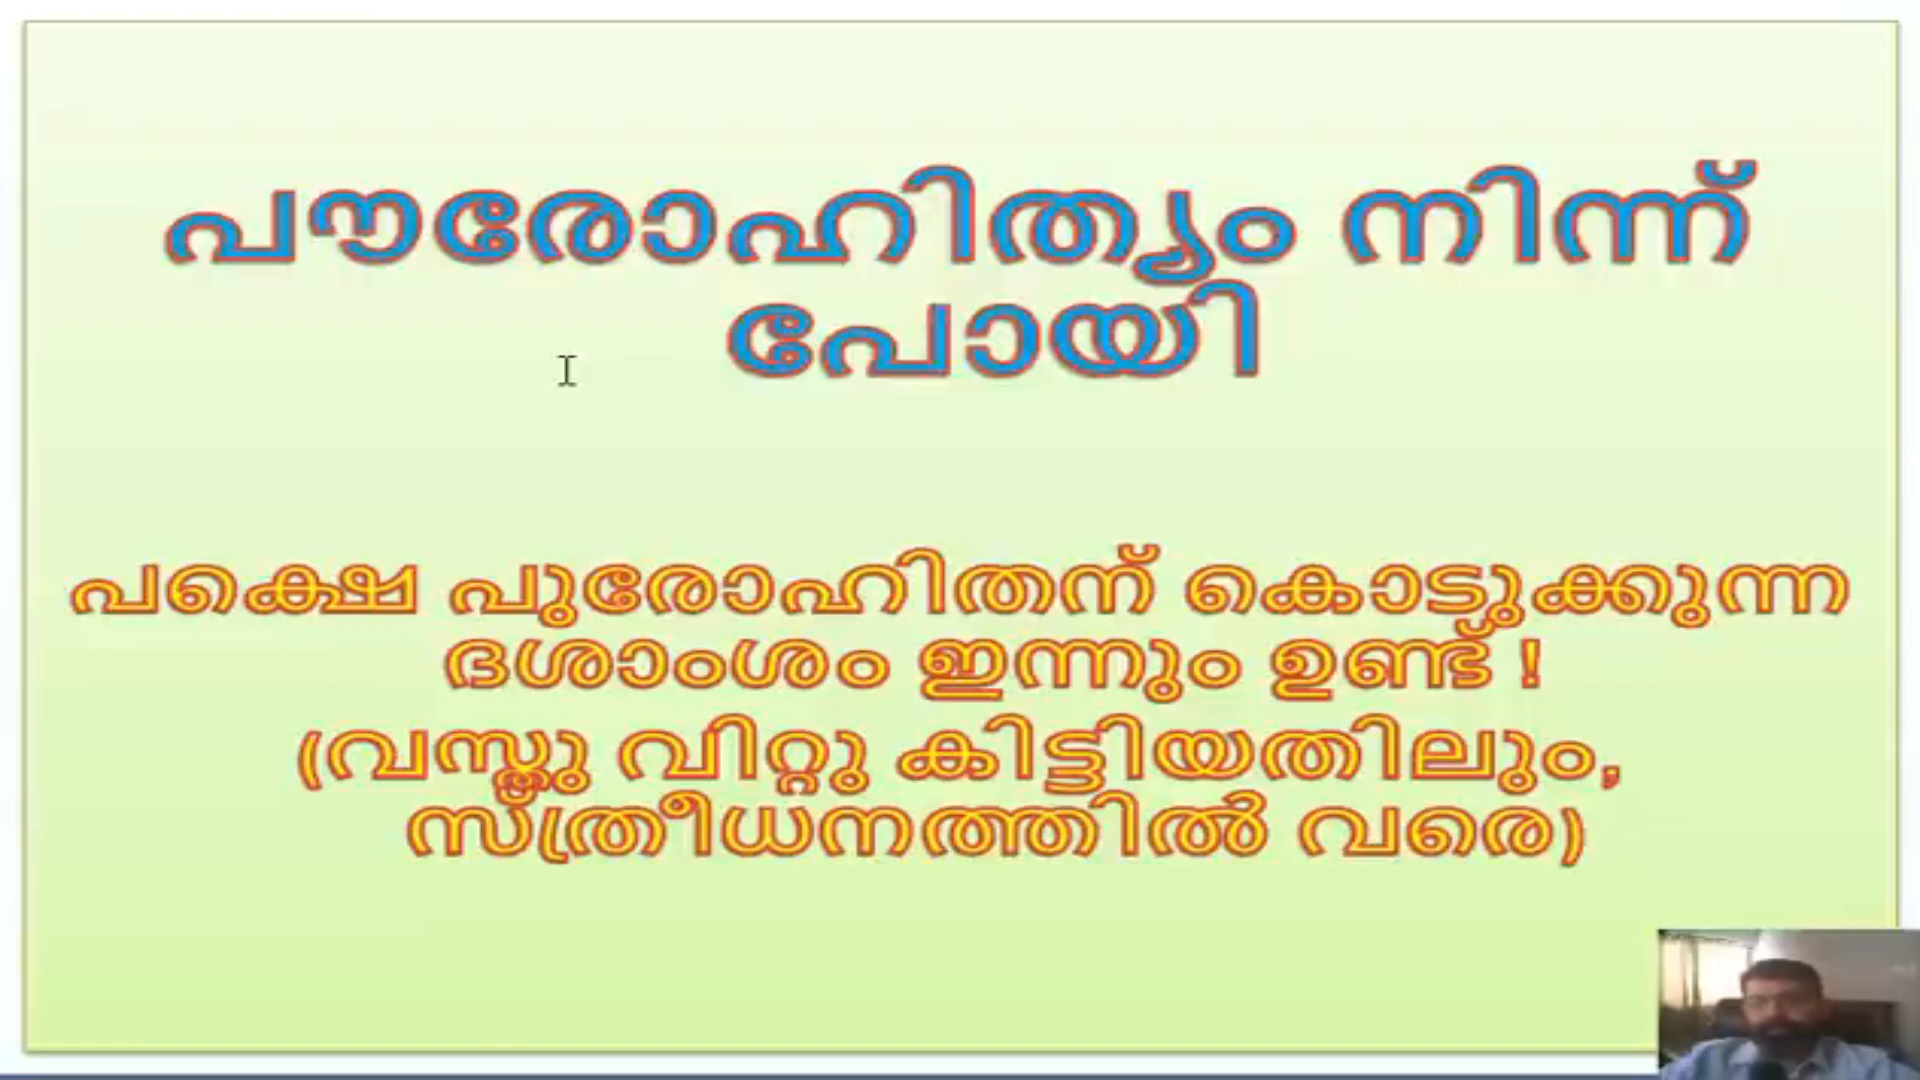 പൗരോഹിത്യം നിന്ന്
പോയി
പക്ഷെ പുരോഹിതന് കൊടുക്കുന്ന
ദശാംശം ഇന്നും ഉണ്ട് !
(വസ്തു വിറ്റു കിട്ടിയതിലും,
സ്ത്രീധനത്തിൽ വരെ)